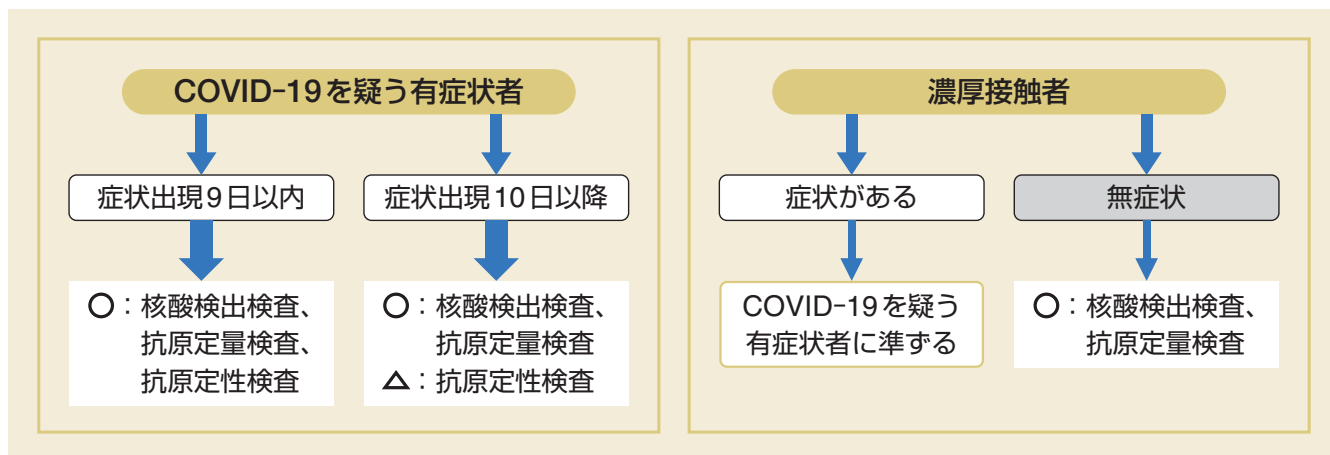 COVID-19を疑う有症状者
症状出現9日以内
〇：核酸検出検査、
抗原定量検査、
抗原定性検査
症状出現10日以降
〇：核酸検出検査、
抗原定量検査
△：抗原定性検査
濃厚接触者
症状がある
COVID-19を疑う
有症状者に準ずる
無症状
〇：核酸検出検査、
抗原定量検査